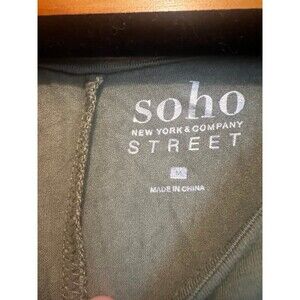 soho
NEW YORK & COMPANY
STREET
M
MADE IN CHINA